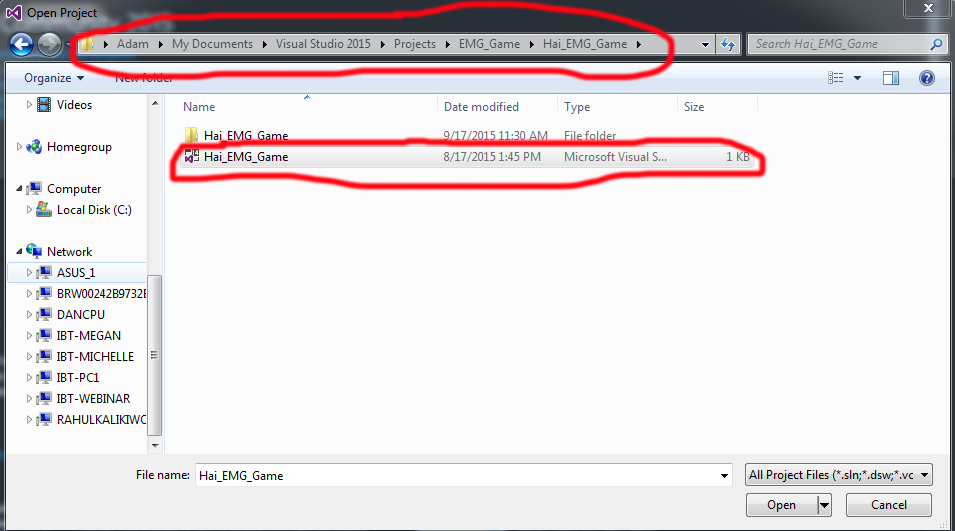 Open Project
Adam My Documents Visual Studio 2015 Projects EMG_Game Hai_EMG_Game Search Hai_EMG_Game
Organize New folder
Name Date modified Type Size
Videos
Homegroup
Computer
Local Disk (C:)
Network
ASUS_1
BRW00242B9732E
DANCPU
IBT-MEGAN
IBT-MICHELLE
IBT-PC1
IBT-WEBINAR
RAHULKALIKIWO
Hai_EMG_Game 9/17/2015 11:30 AM File folder
Hai_EMG_Game 8/17/2015 1:45 PM Microsoft Visual S... 1 KB
File name: Hai_EMG_Game All Project Files (*.sln;*.dsw;*.vc
Open Cancel